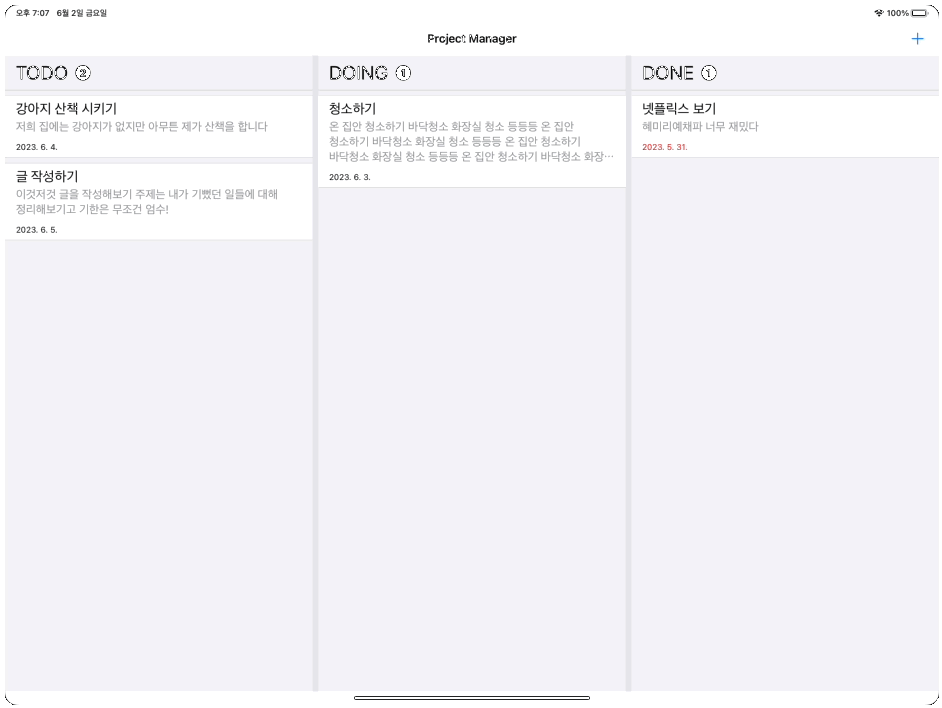 오후 7:07 6월 2일 금요일
100%
Project Manager
TODO 2
강아지 산책 시키기
저희 집에는 강아지가 없지만 아무튼 제가 산책을 합니다
2023. 6. 4.
글 작성하기
이것저것 글을 작성해보기 주제는 내가 기뻤던 일들에 대해
정리해보기고 기한은 무조건 엄수!
2023. 6. 5.
DOING 1
청소하기
온 집안 청소하기 바닥청소 화장실 청소 등등등 온 집안
청소하기 바닥청소 화장실 청소 등등등 온 집안 청소하기
바닥청소 화장실 청소 등등등 온 집안 청소하기 바닥청소 화장…
2023. 6. 3.
DONE 1
넷플릭스 보기
헤미리예채파 너무 재밌다
2023. 5. 31.